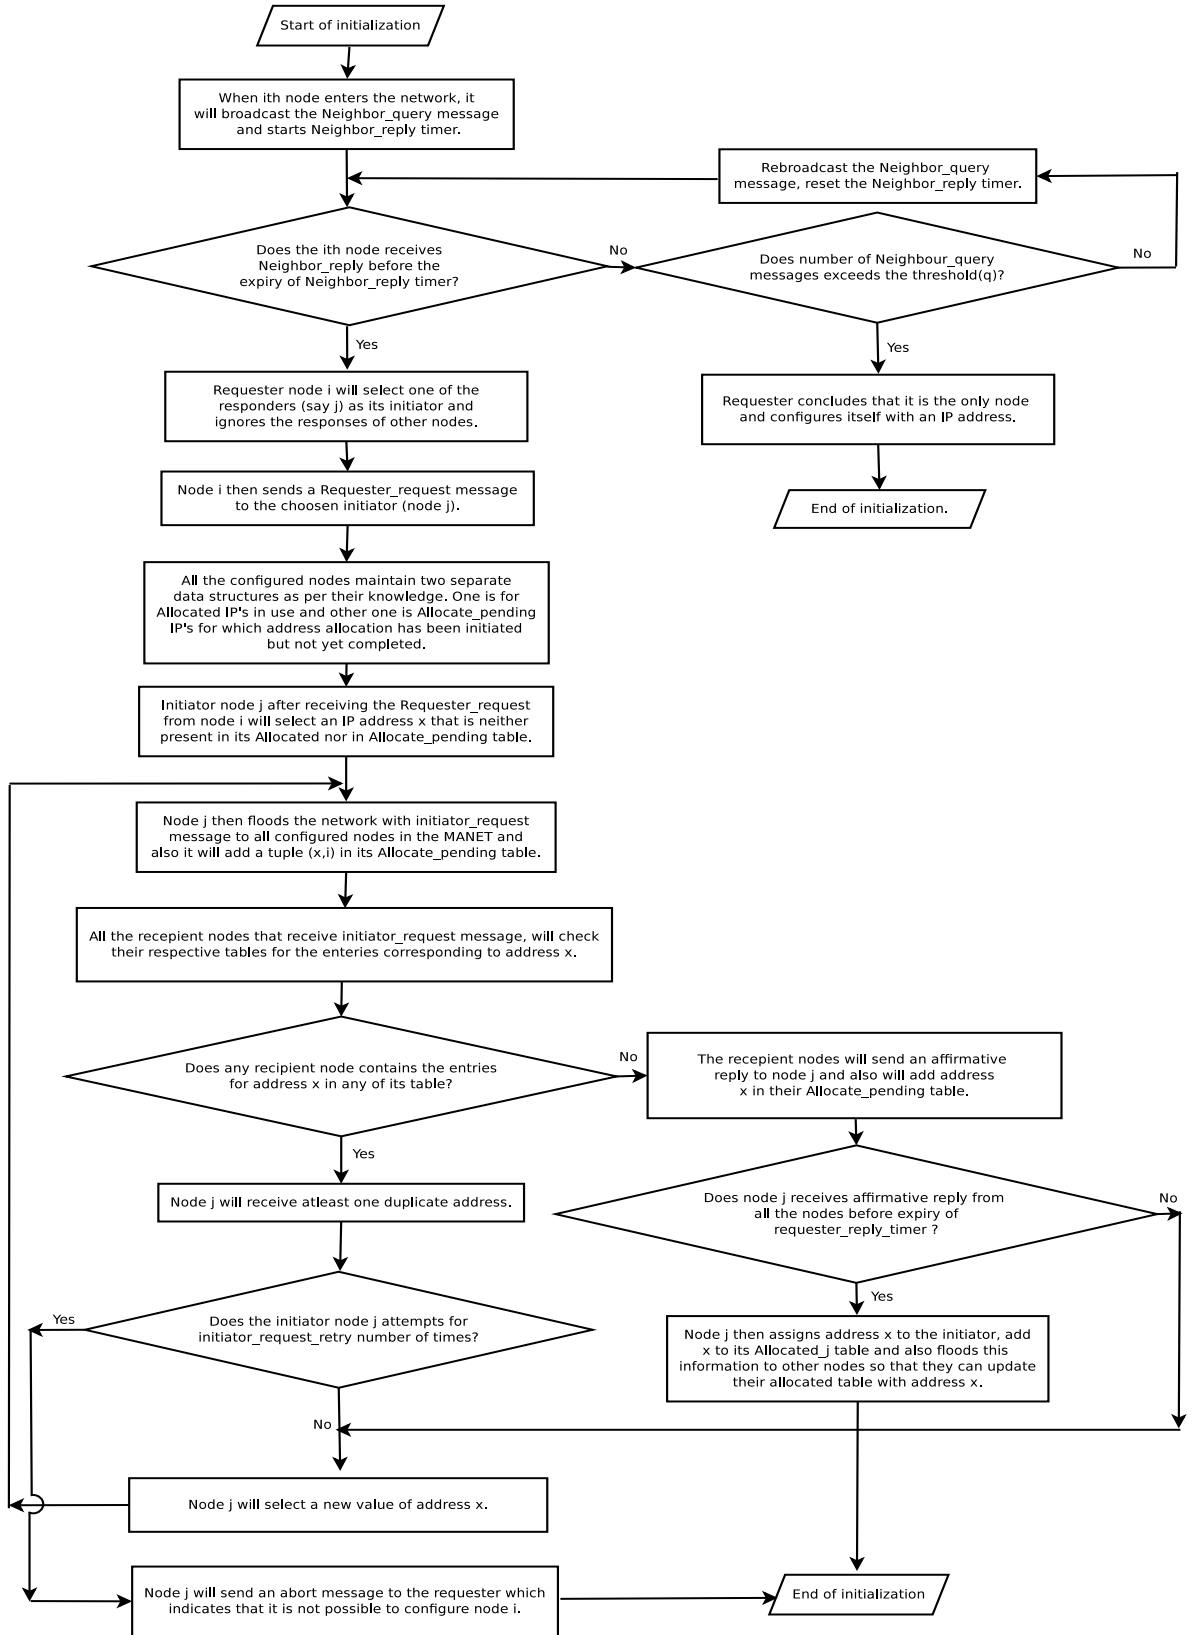 Start of initialization
When ith node enters the network, it
will broadcast the Neighbor_query message
and starts Neighbor_reply timer.
Rebroadcast the Neighbor_query
message, reset the Neighbor_reply timer.
Does the ith node receives
Neighbor_reply before the
expiry of Neighbor_reply timer?
No
Does number of Neighbour_query
messages exceeds the threshold(q)?
No
Yes
Yes
Requester node i will select one of the
responders (say j) as its initiator and
ignores the responses of other nodes.
Requester concludes that it is the only node
and configures itself with an IP address.
Node i then sends a Requester_request message
to the choosen initiator (node j).
End of initialization.
All the configured nodes maintain two separate
data structures as per their knowledge. One is for
Allocated IP's in use and other one is Allocate_pending
IP's for which address allocation has been initiated
but not yet completed.
Initiator node j after receiving the Requester_request
from node i will select an IP address x that is neither
present in its Allocated nor in Allocate_pending table.
Node j then floods the network with initiator_request
message to all configured nodes in the MANET and
also it will add a tuple (x,i) in its Allocate_pending table.
All the recepient nodes that receive initiator_request message, will check
their respective tables for the enteries corresponding to address x.
Does any recipient node contains the entries
for address x in any of its table?
No
The recepient nodes will send an affirmative
reply to node j and also will add address
x in their Allocate_pending table.
Yes
Node j will receive atleast one duplicate address.
Does node j receives affirmative reply from
all the nodes before expiry of
requester_reply_timer ?
No
Yes
Does the initiator node j attempts for
initiator_request_retry number of times?
Yes
Node j then assigns address x to the initiator, add
x to its Allocated_j table and also floods this
information to other nodes so that they can update
their allocated table with address x.
No
Node j will select a new value of address x.
Node j will send an abort message to the requester which
indicates that it is not possible to configure node i.
End of initialization